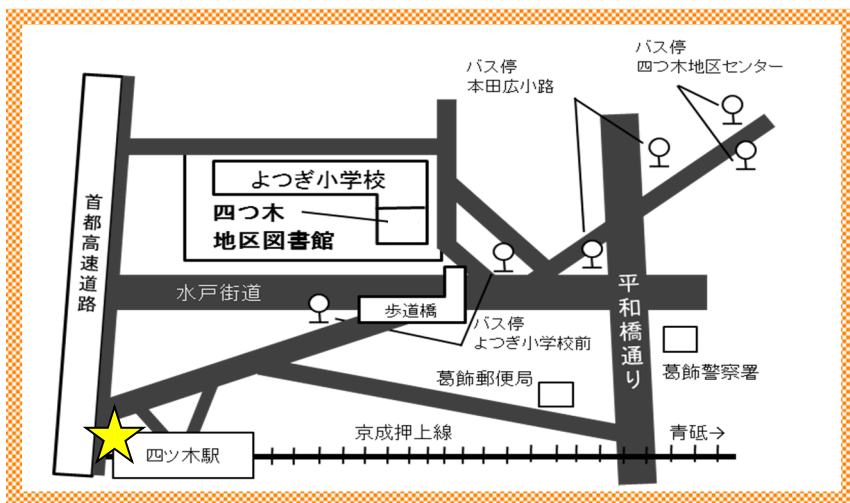 バス停
四つ木地区センター
バス停
本田広小路
よつぎ小学校
四つ木
地区図書館
首都高速道路
水戸街道
歩道橋
平和橋通り
バス停
よつぎ小学校前
葛飾警察署
葛飾郵便局
京成押上線
青砥→
四ツ木駅